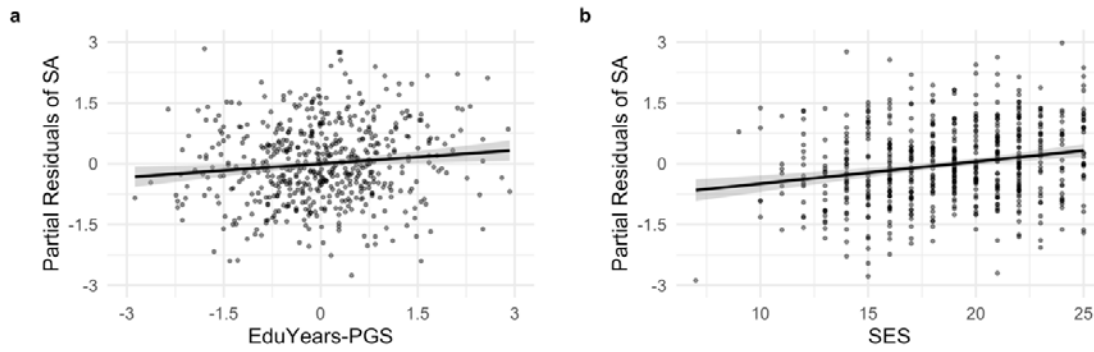 a
Partial Residuals of SA
3
1.5
0
-1.5
-3
-3 -1.5 0 1.5 3
EduYears-PGS
b
Partial Residuals of SA
3
1.5
0
-1.5
-3
10 15 20 25
SES